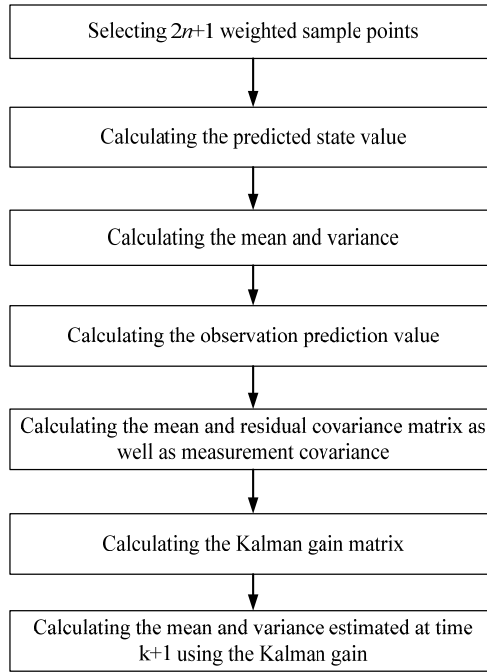 Selecting 2n+1 weighted sample points
Calculating the predicted state value
Calculating the mean and variance
Calculating the observation prediction value
Calculating the mean and residual covariance matrix as
well as measurement covariance
Calculating the Kalman gain matrix
Calculating the mean and variance estimated at time
k+1 using the Kalman gain